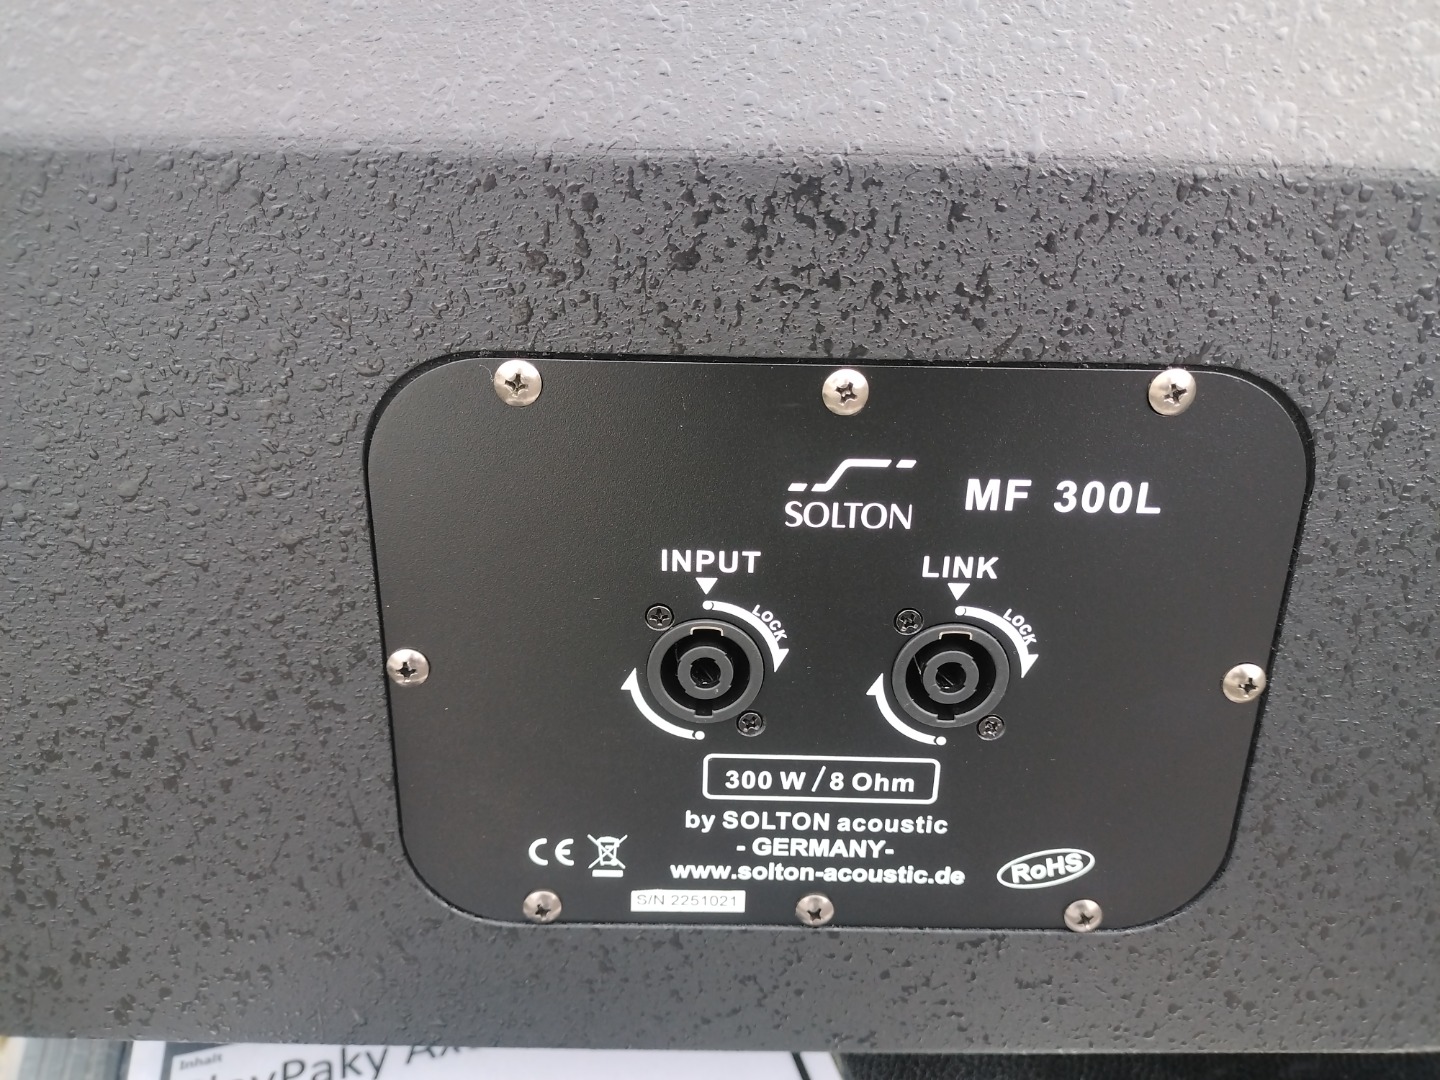 SOLTON
MF 300L
INPUT
LINK
LOCK
LOCK
300 W/8 Ohm
by SOLTON acoustic
- GERMANY-
www.solton-acoustic.de
CE
RoHS
S/N 2251021
Inhalt